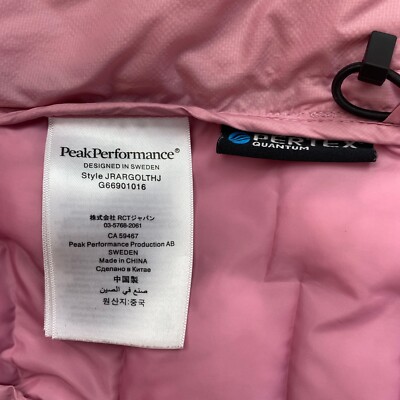 PeakPerformance®
DESIGNED IN SWEDEN
Style JRARGOLTHJ
G66901016
株式会社 RCTジャパン
03-5766-2061
CA 59467
Peak Performance Production AB
SWEDEN
Made in CHINA
Сделано в Китае
中国製
صنع في الصين
원산지:중국
PERTEX
QUANTUM